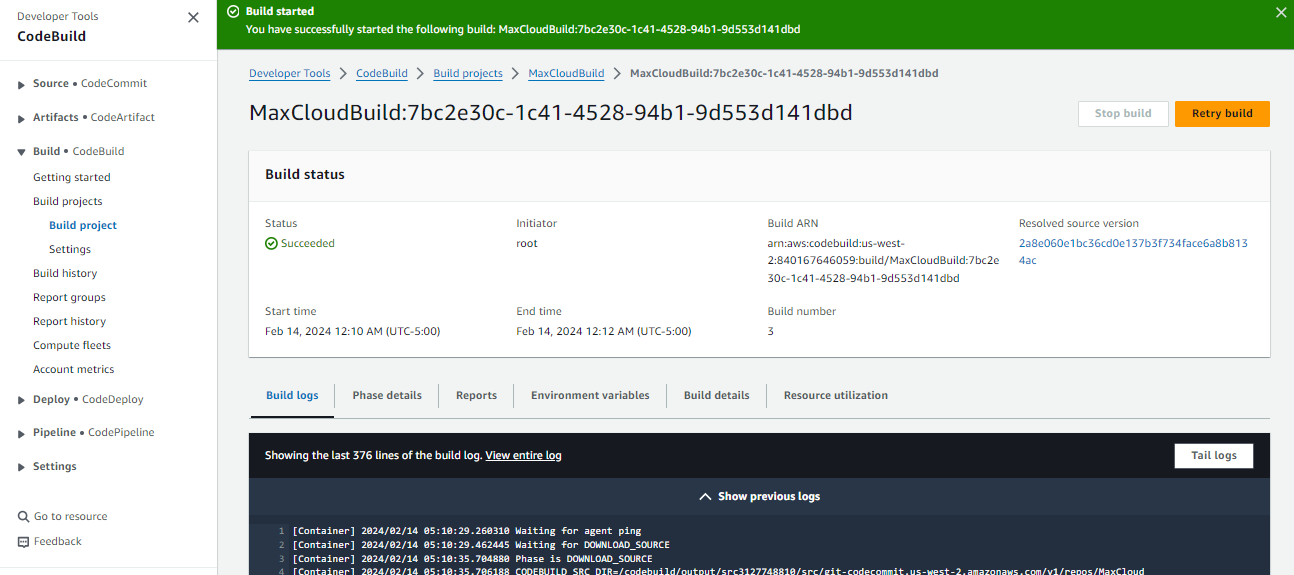 Developer Tools
CodeBuild
Source • CodeCommit
Artifacts • CodeArtifact
Build • CodeBuild
Getting started
Build projects
Build project
Settings
Build history
Report groups
Report history
Compute fleets
Account metrics
Deploy • CodeDeploy
Pipeline • CodePipeline
Settings
Go to resource
Feedback
Build started
You have successfully started the following build: MaxCloudBuild:7bc2e30c-1c41-4528-94b1-9d553d141dbd
Developer Tools > CodeBuild > Build projects > MaxCloudBuild > MaxCloudBuild:7bc2e30c-1c41-4528-94b1-9d553d141dbd
MaxCloudBuild:7bc2e30c-1c41-4528-94b1-9d553d141dbd
Stop build Retry build
Build status
Status
Succeeded
Initiator
root
Build ARN
arn:aws:codebuild:us-west-
2:840167646059:build/MaxCloudBuild:7bc2e
30c-1c41-4528-94b1-9d553d141dbd
Resolved source version
2a8e060e1bc36cd0e137b3f734face6a8b813
4ac
Start time
Feb 14, 2024 12:10 AM (UTC-5:00)
End time
Feb 14, 2024 12:12 AM (UTC-5:00)
Build number
3
Build logs Phase details Reports Environment variables Build details Resource utilization
Showing the last 376 lines of the build log. View entire log
Tail logs
Show previous logs
1 [Container] 2024/02/14 05:10:29.260310 Waiting for agent ping
2 [Container] 2024/02/14 05:10:29.462445 Waiting for DOWNLOAD_SOURCE
3 [Container] 2024/02/14 05:10:35.704880 Phase is DOWNLOAD_SOURCE
4 [Container] 2024/02/14 05:10:35.706188 CODEBUILD_SRC_DIR=/codebuild/output/src3127748810/src/git-codecommit.us-west-2.amazonaws.com/v1/repos/MaxCloud